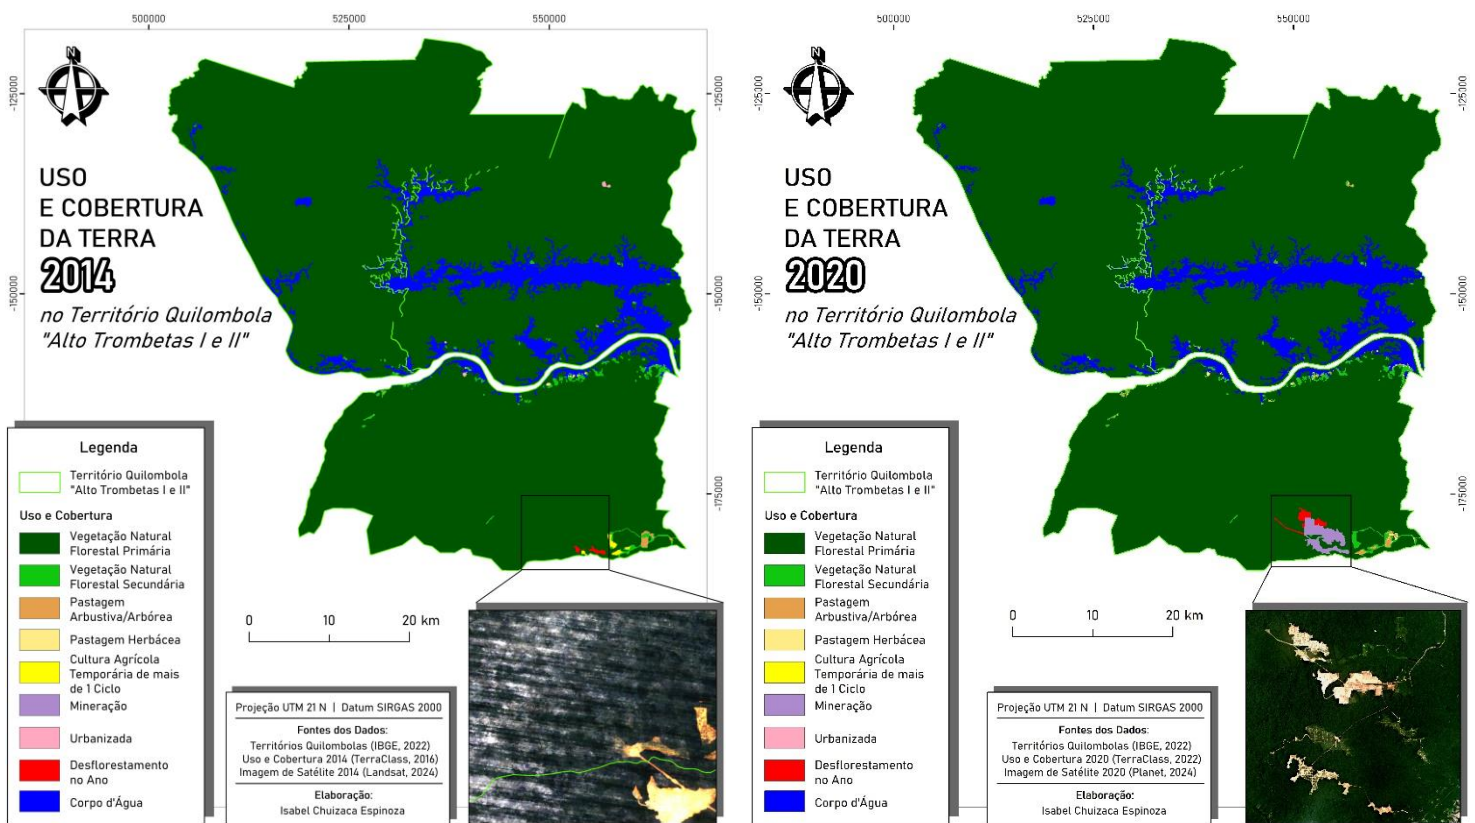 500000
525000
550000
N
-125000
-125000
USO
E COBERTURA
DA TERRA
2014
no Território Quilombola
"Alto Trombetas I e II"
-150000
-150000
-175000
Legenda
Território Quilombola
"Alto Trombetas I e II"
Uso e Cobertura
Vegetação Natural
Florestal Primária
Vegetação Natural
Florestal Secundária
Pastagem
Arbustiva/Arbórea
Pastagem Herbácea
Cultura Agrícola
Temporária de mais
de 1 Ciclo
Mineração
Urbanizada
Desflorestamento
no Ano
Corpo d'Água
0
10
20 km
Projeção UTM 21 N | Datum SIRGAS 2000
Fontes dos Dados:
Territórios Quilombolas (IBGE, 2022)
Uso e Cobertura 2014 (TerraClass, 2016)
Imagem de Satélite 2014 (Landsat, 2024)
Elaboração:
Isabel Chuizaca Espinoza
500000
525000
550000
N
-125000
USO
E COBERTURA
DA TERRA
2020
no Território Quilombola
"Alto Trombetas I e II"
-150000
-175000
Legenda
Território Quilombola
"Alto Trombetas I e II"
Uso e Cobertura
Vegetação Natural
Florestal Primária
Vegetação Natural
Florestal Secundária
Pastagem
Arbustiva/Arbórea
Pastagem Herbácea
Cultura Agrícola
Temporária de mais
de 1 Ciclo
Mineração
Urbanizada
Desflorestamento
no Ano
Corpo d'Água
0
10
20 km
Projeção UTM 21 N | Datum SIRGAS 2000
Fontes dos Dados:
Territórios Quilombolas (IBGE, 2022)
Uso e Cobertura 2020 (TerraClass, 2022)
Imagem de Satélite 2020 (Planet, 2024)
Elaboração:
Isabel Chuizaca Espinoza